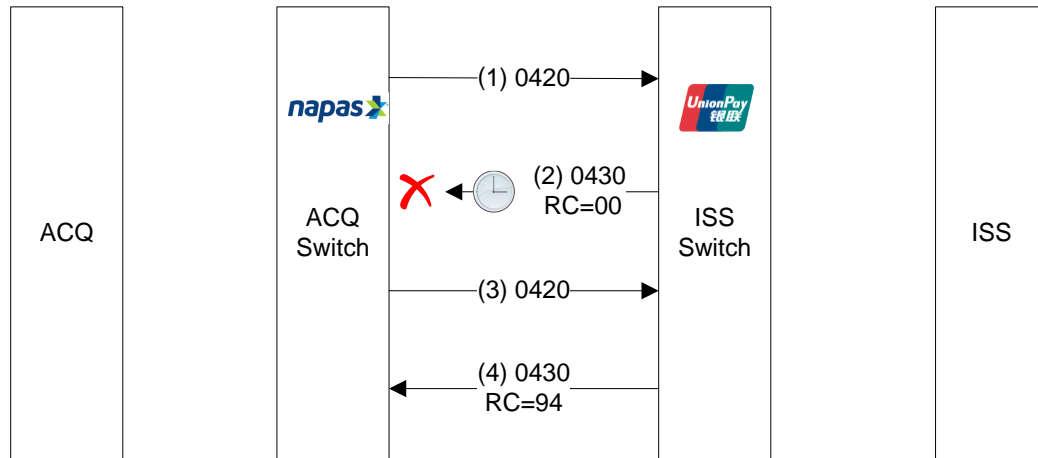 (1) 0420
napas
UnionPay
银联
(2) 0430
RC=00
ACQ
ACQ
Switch
ISS
Switch
ISS
(3) 0420
(4) 0430
RC=94